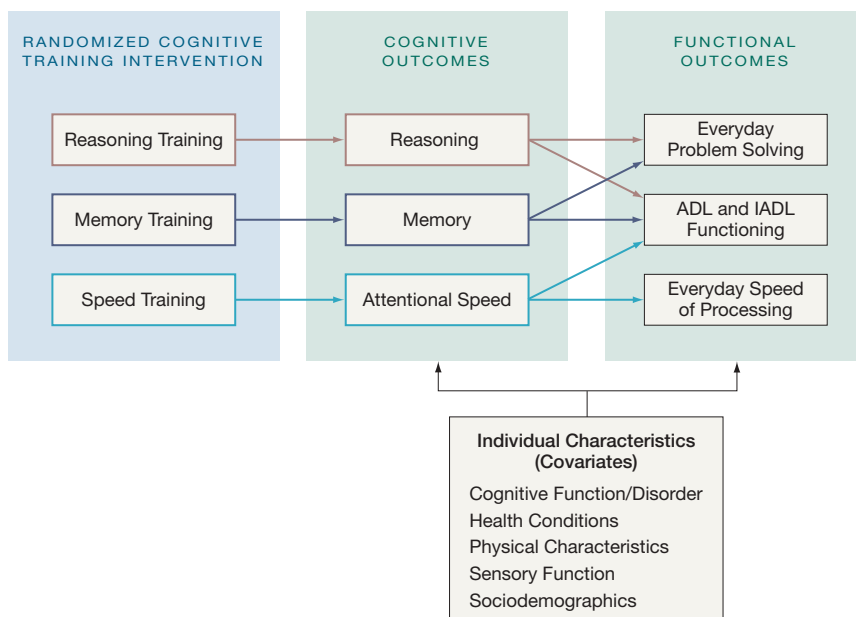 RANDOMIZED COGNITIVE
TRAINING INTERVENTION
COGNITIVE
OUTCOMES
FUNCTIONAL
OUTCOMES
Reasoning Training
Reasoning
Everyday
Problem Solving
Memory Training
Memory
ADL and IADL
Functioning
Speed Training
Attentional Speed
Everyday Speed
of Processing
Individual Characteristics
(Covariates)
Cognitive Function/Disorder
Health Conditions
Physical Characteristics
Sensory Function
Sociodemographics